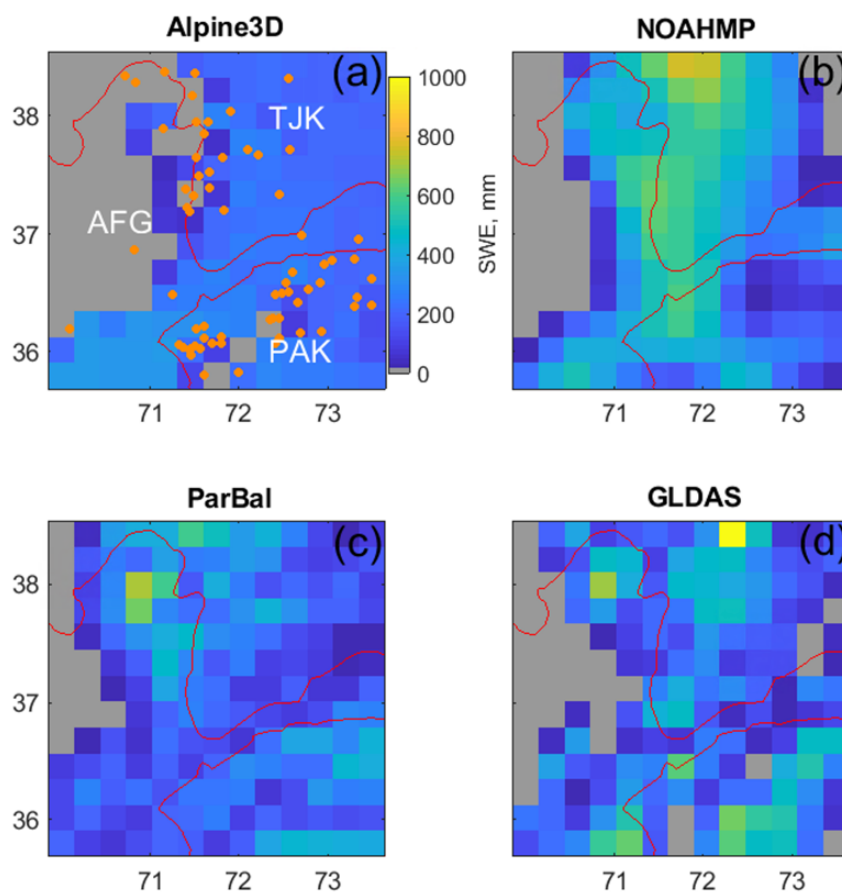 Alpine3D
NOAHMP
(a)
(b)
1000
800
600
400
200
0
SWE, mm
TJK
AFG
PAK
38
37
36
71
72
73
71
72
73
ParBal
GLDAS
(c)
(d)
38
37
36
71
72
73
71
72
73